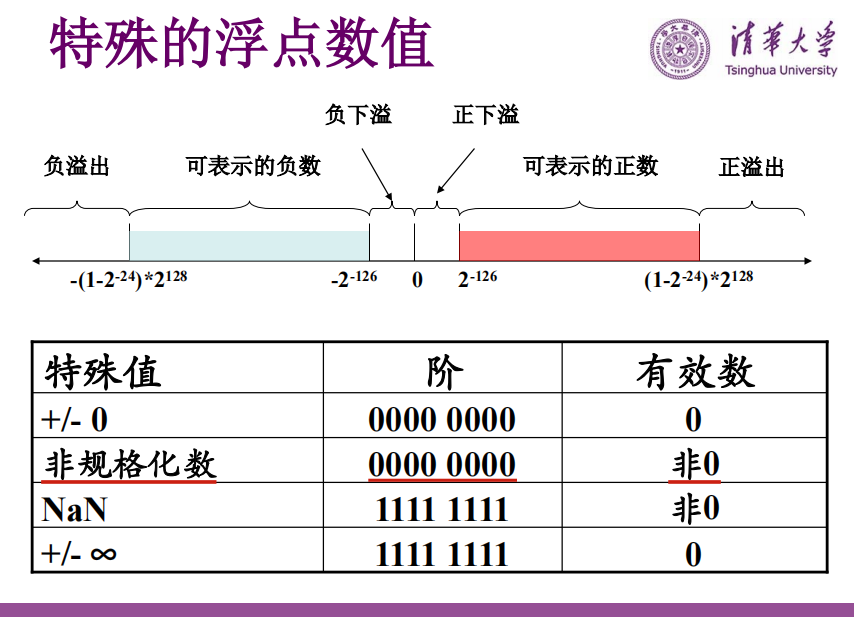 特殊的浮点数值
清华大学
Tsinghua University
负下溢 正下溢
负溢出 可表示的负数 可表示的正数 正溢出
-(1-2⁻²⁴)*2¹²⁸ -2⁻¹²⁶ 0 2⁻¹²⁶ (1-2⁻²⁴)*2¹²⁸
特殊值 阶 有效数
+/- 0 0000 0000 0
非规格化数 0000 0000 非0
NaN 1111 1111 非0
+/- ∞ 1111 1111 0